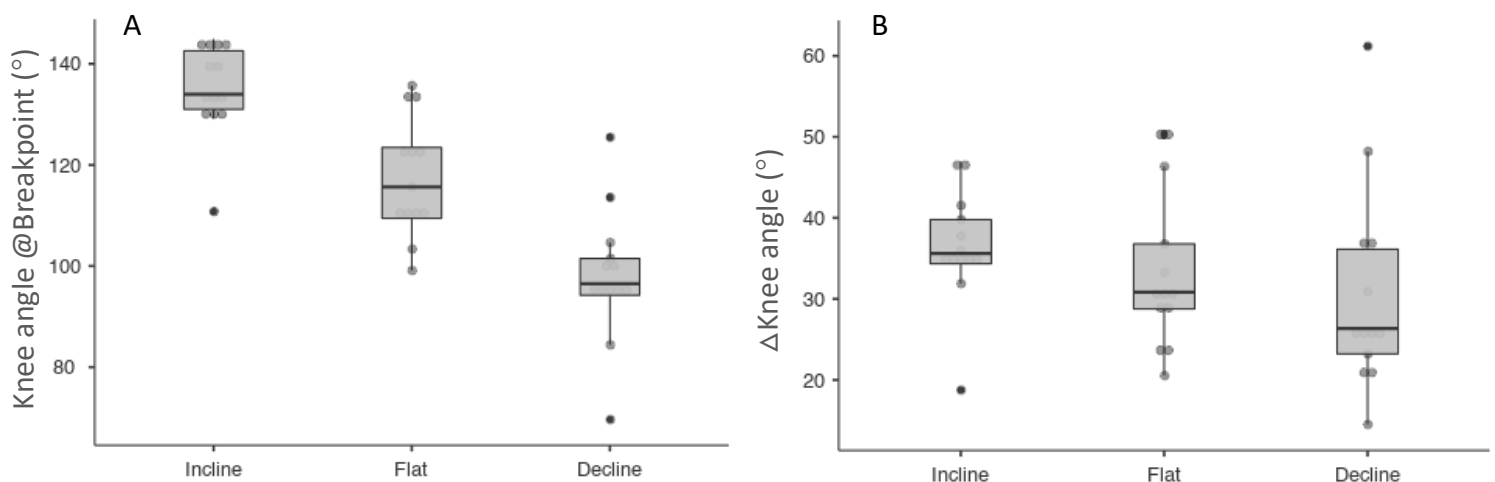 A
Knee angle @Breakpoint (°)
140
120
100
80
Incline Flat Decline
B
△Knee angle (°)
60
50
40
30
20
Incline Flat Decline